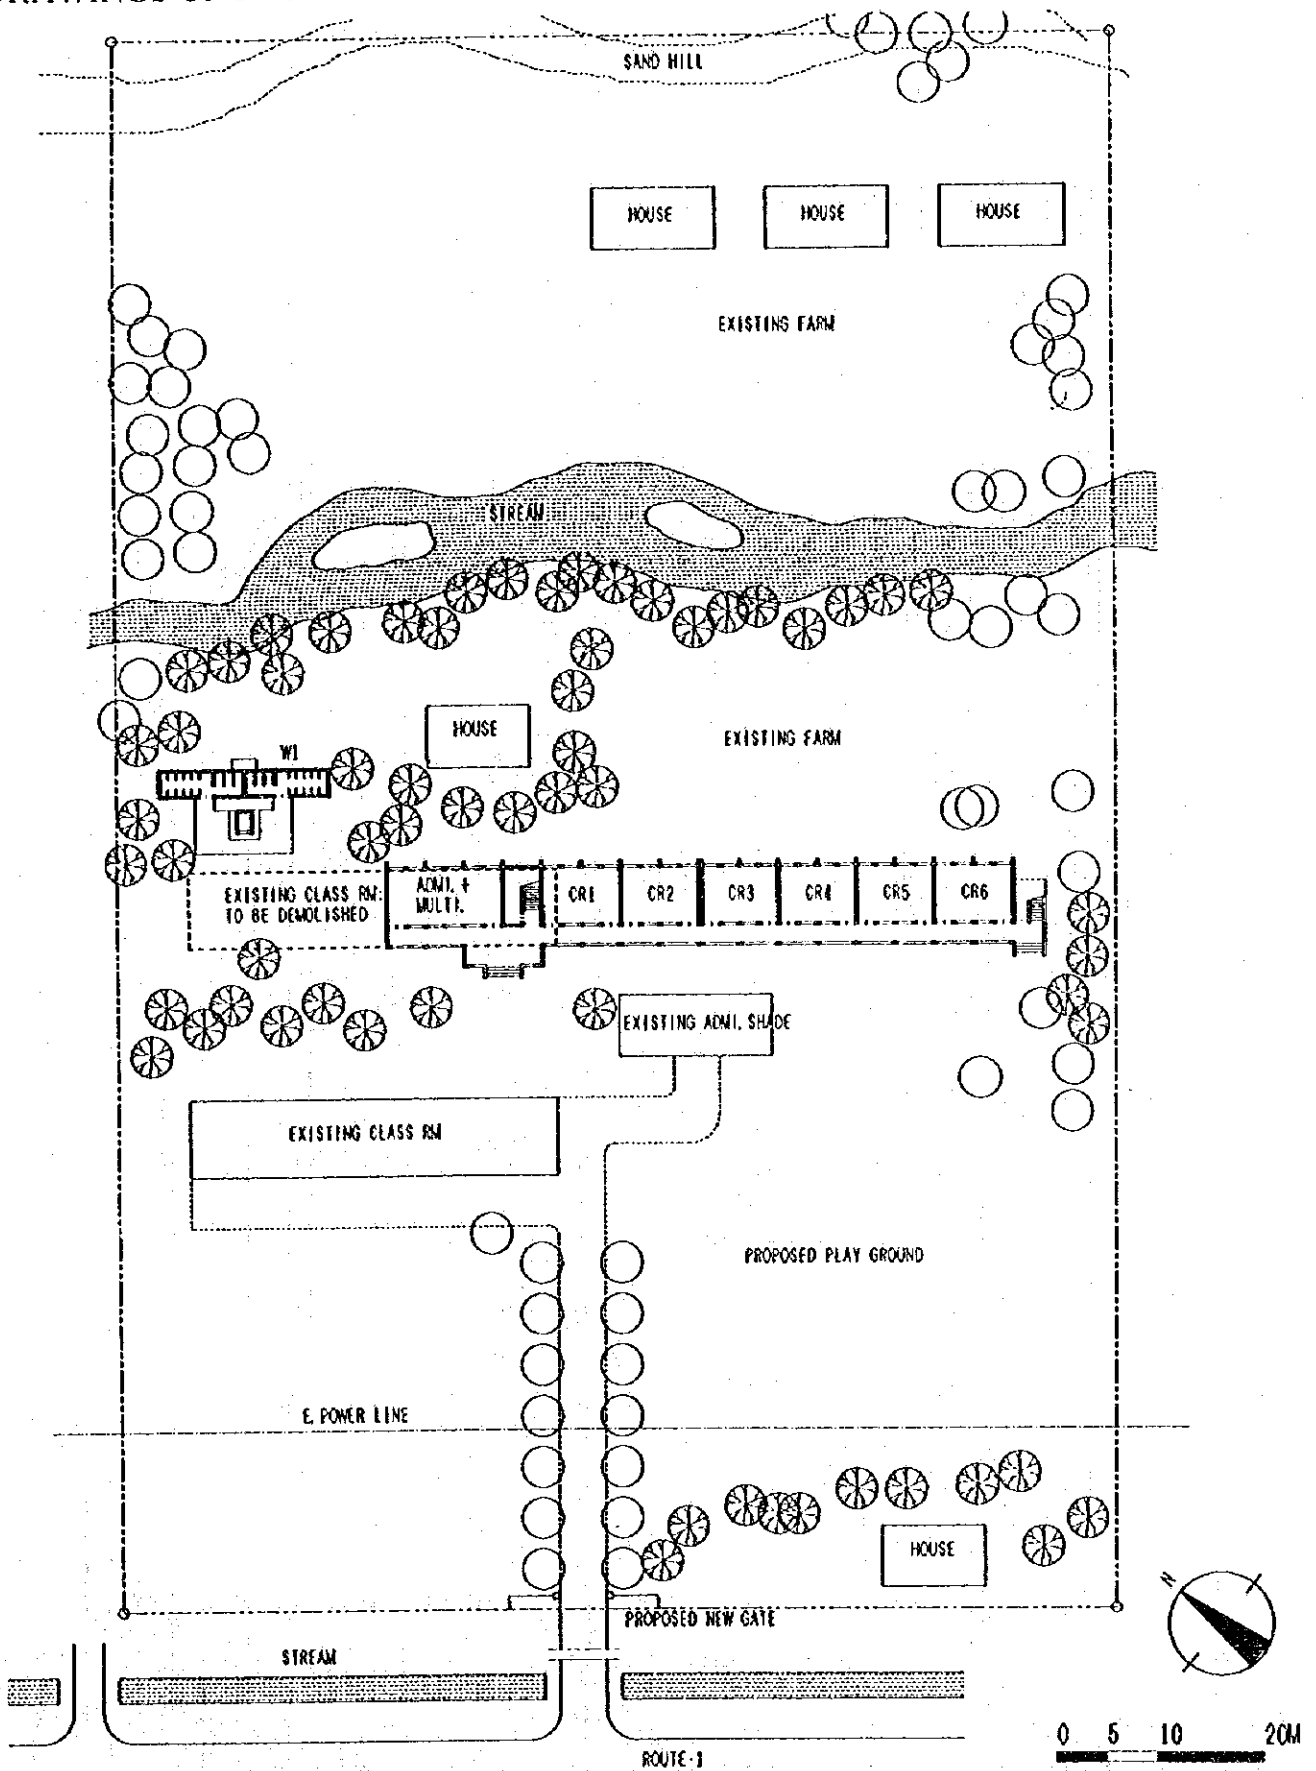 SAND HILL
HOUSE
HOUSE
HOUSE
EXISTING FARM
STREAM
HOUSE
EXISTING FARM
W1
EXISTING CLASS RM.
TO BE DEMOLISHED
ADMI. +
MULTI.
CR1
CR2
CR3
CR4
CR5
CR6
EXISTING ADMI. SHADE
EXISTING CLASS RM
PROPOSED PLAY GROUND
E. POWER LINE
HOUSE
N
PROPOSED NEW GATE
STREAM
0 5 10 20M
ROUTE-1